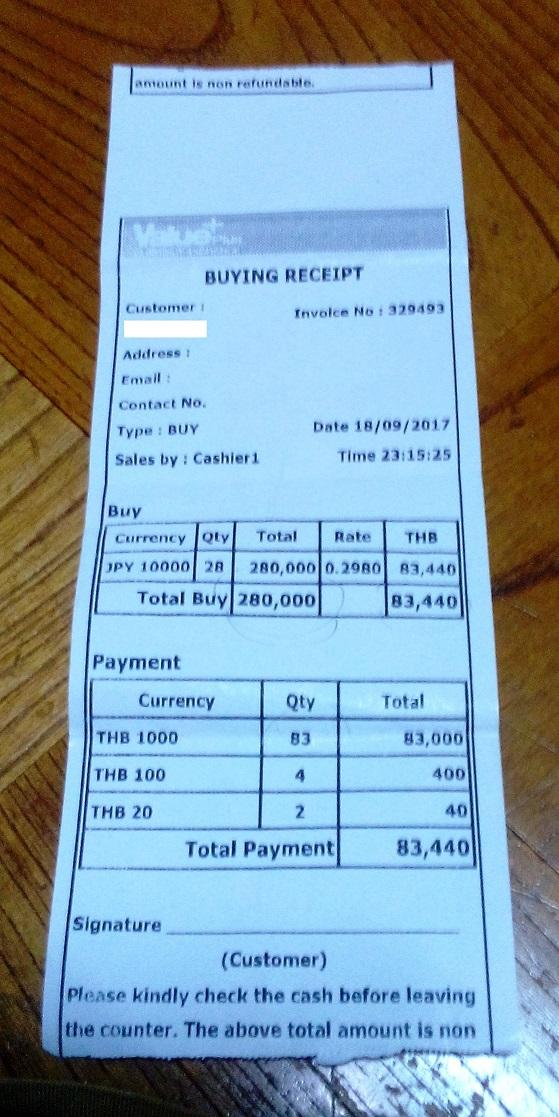 amount is non refundable.
Value+
BUYING RECEIPT
Customer :
Invoice No : 329493
Address :
Email :
Contact No.
Type : BUY
Date 18/09/2017
Sales by : Cashier1
Time 23:15:25
Buy
Currency Qty Total Rate THB
JPY 10000 28 280,000 0.2980 83,440
Total Buy 280,000 83,440
Payment
Currency Qty Total
THB 1000 83 83,000
THB 100 4 400
THB 20 2 40
Total Payment 83,440
Signature
(Customer)
Please kindly check the cash before leaving
the counter. The above total amount is non